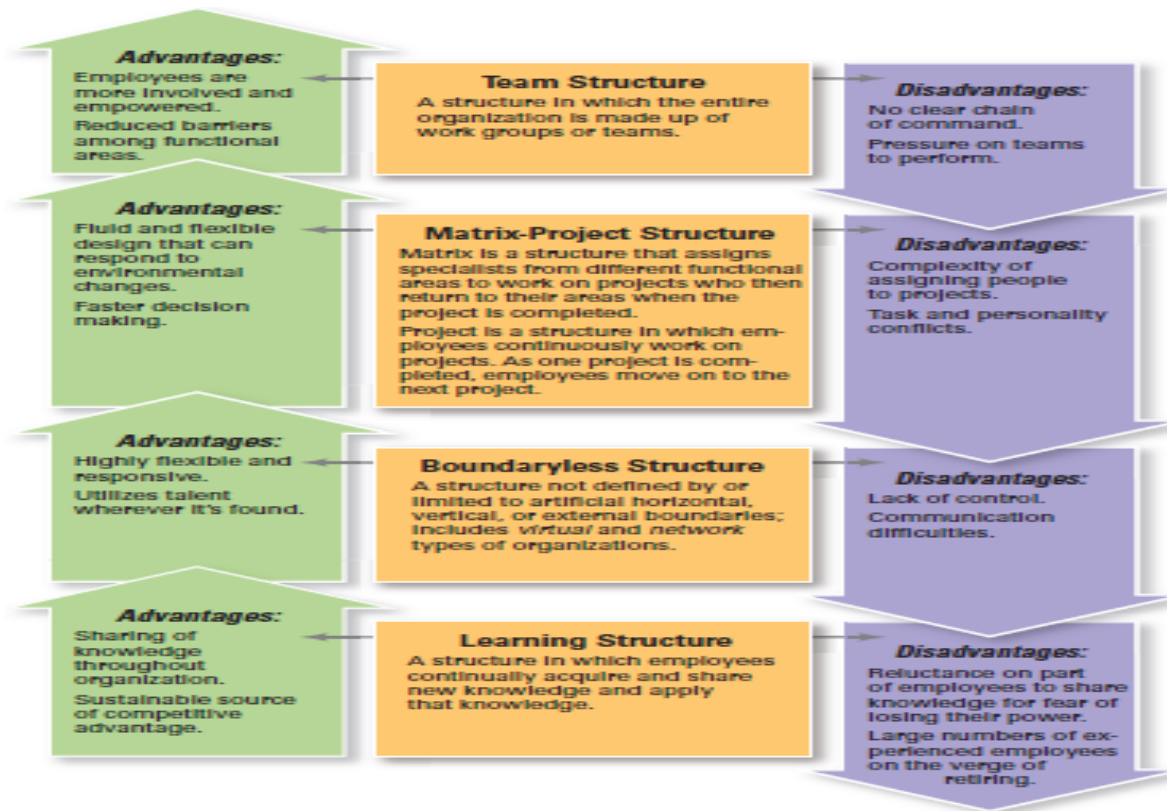 Advantages:
Employees are
more involved and
empowered.
Reduced barriers
among functional
areas.
Team Structure
A structure in which the entire
organization is made up of
work groups or teams.
Disadvantages:
No clear chain
of command.
Pressure on teams
to perform.
Advantages:
Fluid and flexible
design that can
respond to
environmental
changes.
Faster decision
making.
Matrix-Project Structure
Matrix is a structure that assigns
specialists from different functional
areas to work on projects who then
return to their areas when the
project is completed.
Project is a structure in which em-
ployees continuously work on
projects. As one project is com-
pleted, employees move on to the
next project.
Disadvantages:
Complexity of
assigning people
to projects.
Task and personality
conflicts.
Advantages:
Highly flexible and
responsive.
Utilizes talent
wherever it's found.
Boundaryless Structure
A structure not defined by or
limited to artificial horizontal,
vertical, or external boundaries;
includes virtual and network
types of organizations.
Disadvantages:
Lack of control.
Communication
difficulties.
Advantages:
Sharing of
knowledge
throughout
organization.
Sustainable source
of competitive
advantage.
Learning Structure
A structure in which employees
continually acquire and share
new knowledge and apply
that knowledge.
Disadvantages:
Reluctance on part
of employees to share
knowledge for fear of
losing their power.
Large numbers of ex-
perienced employees
on the verge of
retiring.